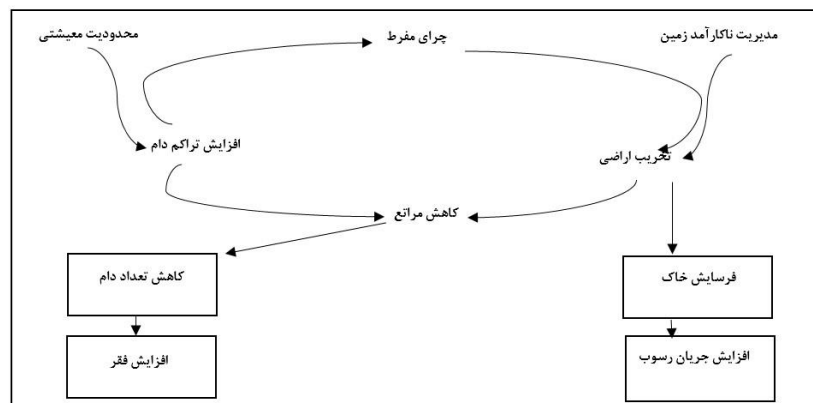 مدیریت ناکارآمد زمین
چرای مفرط
محدودیت معیشتی
تخریب اراضی
افزایش تراکم دام
کاهش مراتع
فرسایش خاک
کاهش تعداد دام
افزایش جریان رسوب
افزایش فقر